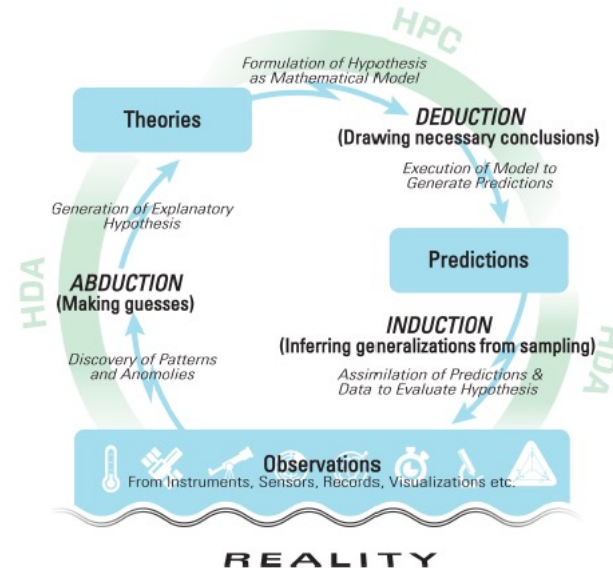 HPC
Formulation of Hypothesis
as Mathematical Model
Theories
DEDUCTION
(Drawing necessary conclusions)
Execution of Model to
Generate Predictions
Generation of Explanatory
Hypothesis
Predictions
HDA
ABDUCTION
(Making guesses)
INDUCTION
(Inferring generalizations from sampling)
Discovery of Patterns
and Anomolies
Assimilation of Predictions &
Data to Evaluate Hypothesis
HDA
Observations
From Instruments, Sensors, Records, Visualizations etc.
REALITY